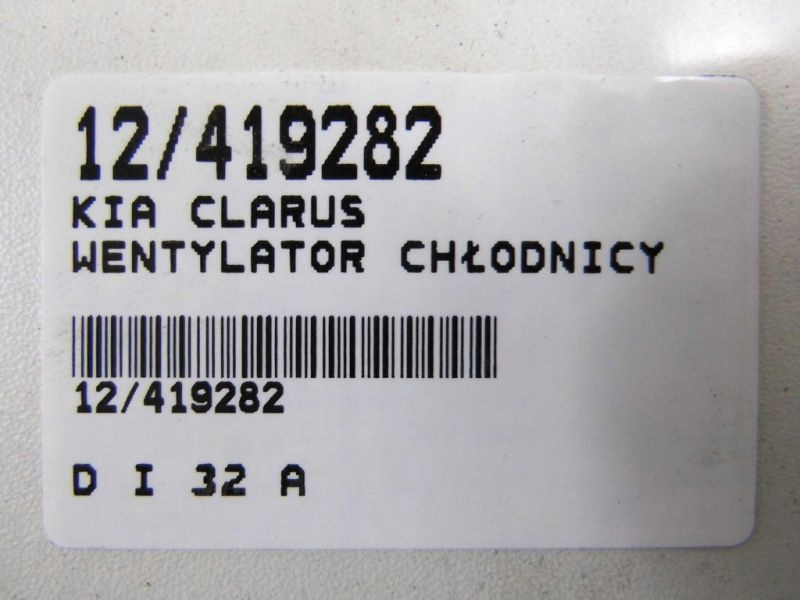 12/419282
KIA CLARUS
WENTYLATOR CHŁODNICY
12/419282
D I 32 A